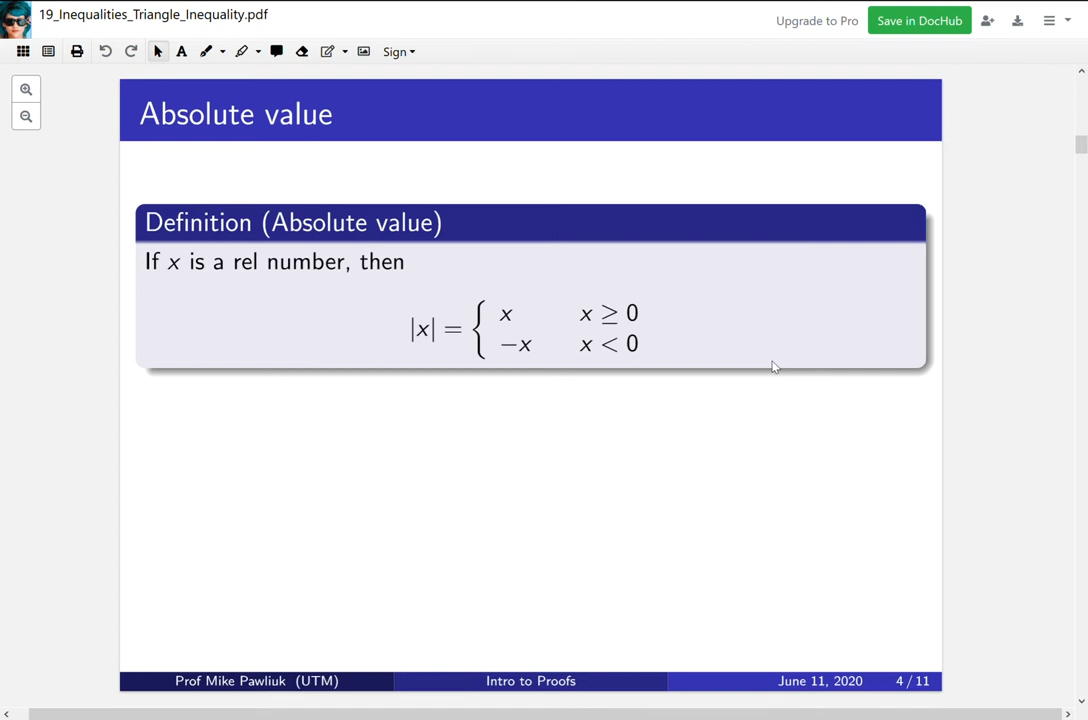 19_Inequalities_Triangle_Inequality.pdf
Upgrade to Pro
Save in DocHub
A
Sign
Absolute value
Definition (Absolute value)
If x is a rel number, then
|x| = { x x ≥ 0
−x x < 0
Prof Mike Pawliuk (UTM) Intro to Proofs June 11, 2020 4 / 11